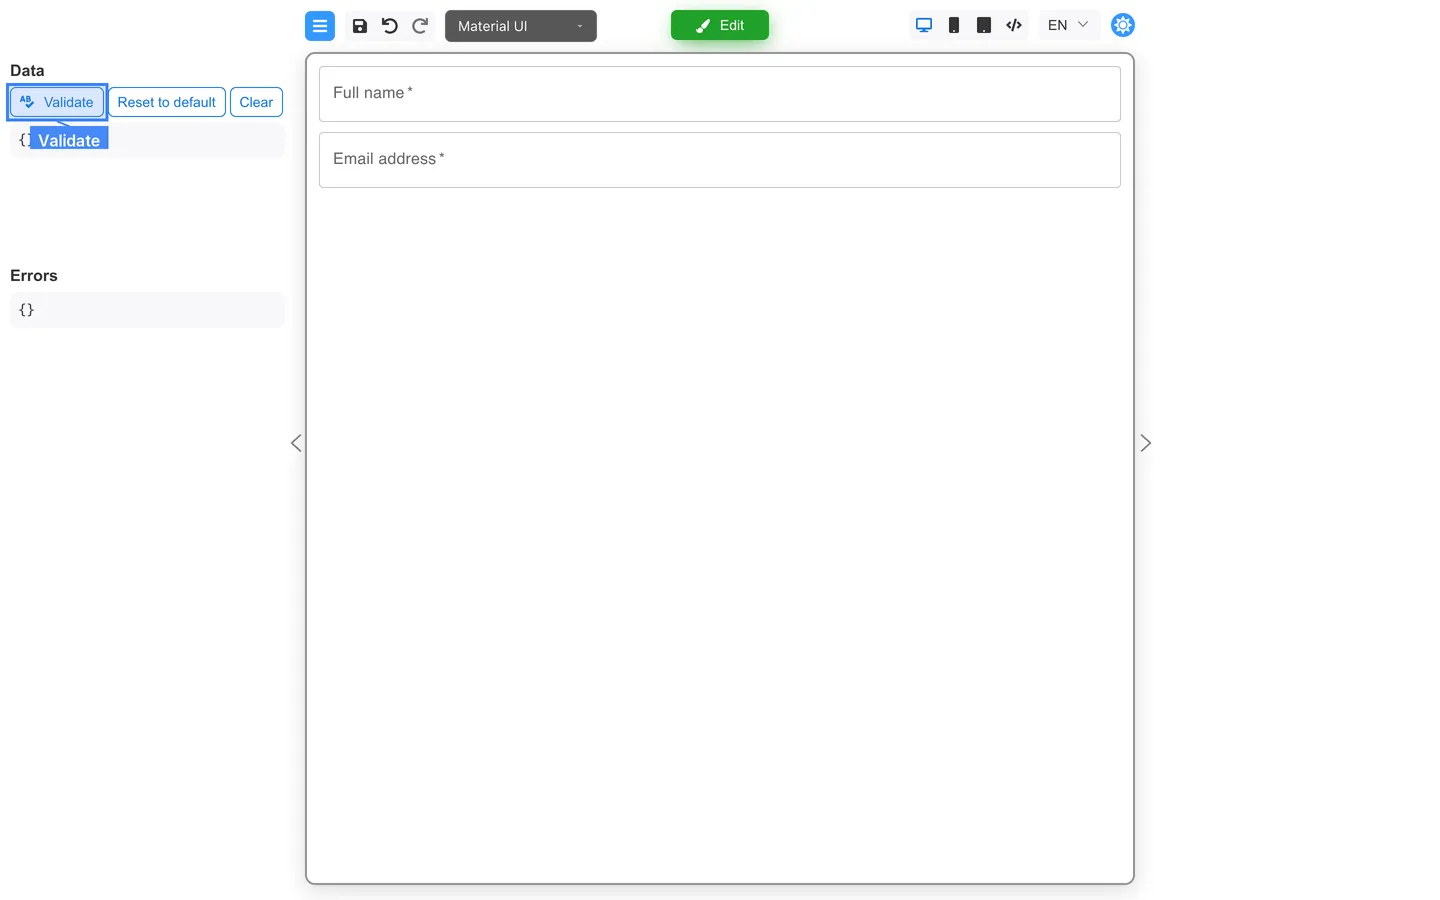 Material UI
Edit
EN
Data
Validate
Reset to default
Clear
{}
Validate
Errors
{}
Full name*
Email address*